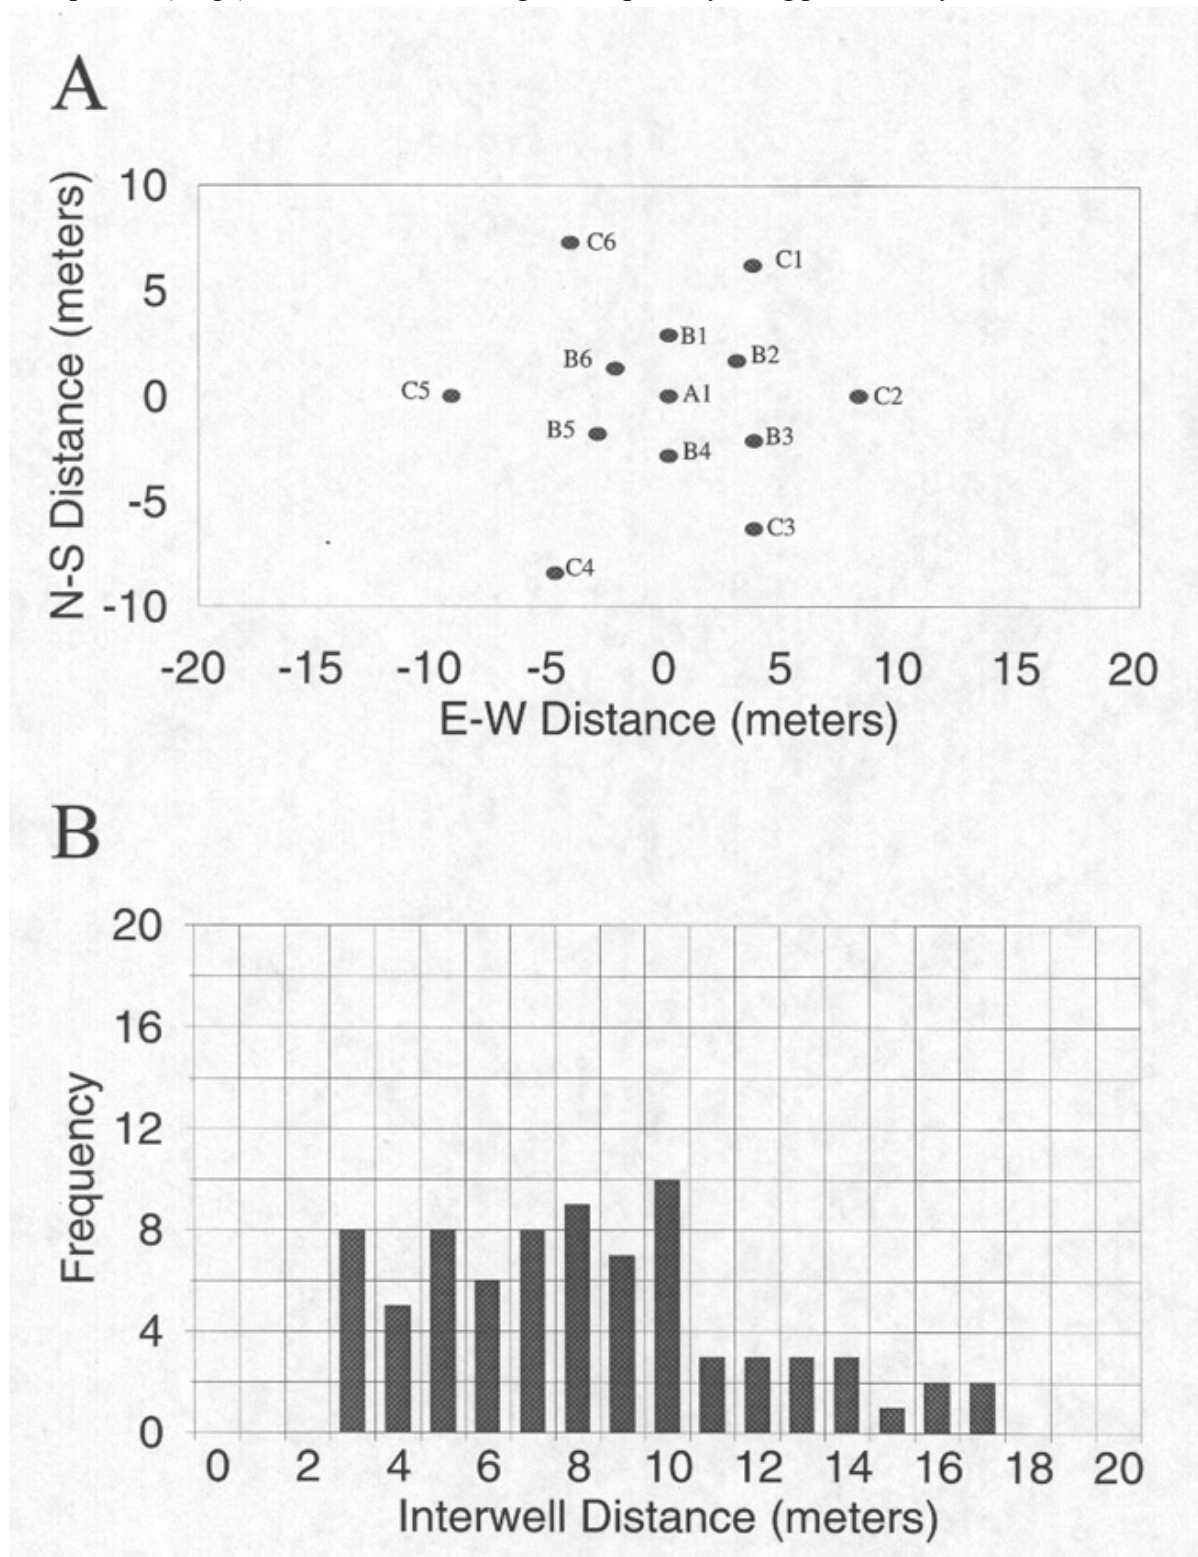 A
N-S Distance (meters)
10
5
0
-5
-10
C6
C1
B1
B2
B6
C5
A1
C2
B5
B3
B4
C3
C4
-20 -15 -10 -5 0 5 10 15 20
E-W Distance (meters)
B
Frequency
20
16
12
8
4
0
0 2 4 6 8 10 12 14 16 18 20
Interwell Distance (meters)